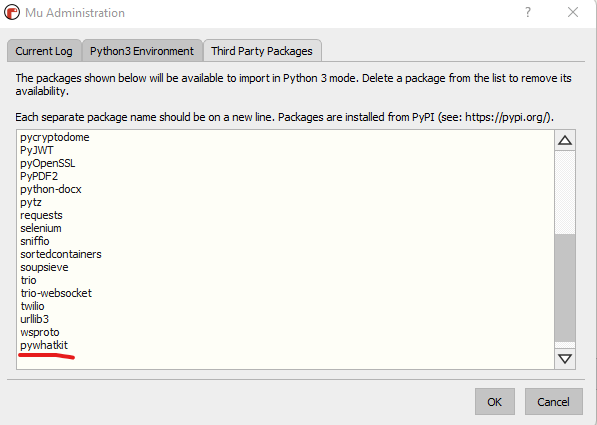 Mu Administration
?
Current Log
Python3 Environment
Third Party Packages
The packages shown below will be available to import in Python 3 mode. Delete a package from the list to remove its
availability.
Each separate package name should be on a new line. Packages are installed from PyPI (see: https://pypi.org/).
pycryptodome
PyJWT
pyOpenSSL
PyPDF2
python-docx
pytz
requests
selenium
sniffio
sortedcontainers
soupsieve
trio
trio-websocket
twilio
urllib3
wsproto
pywhatkit
OK
Cancel